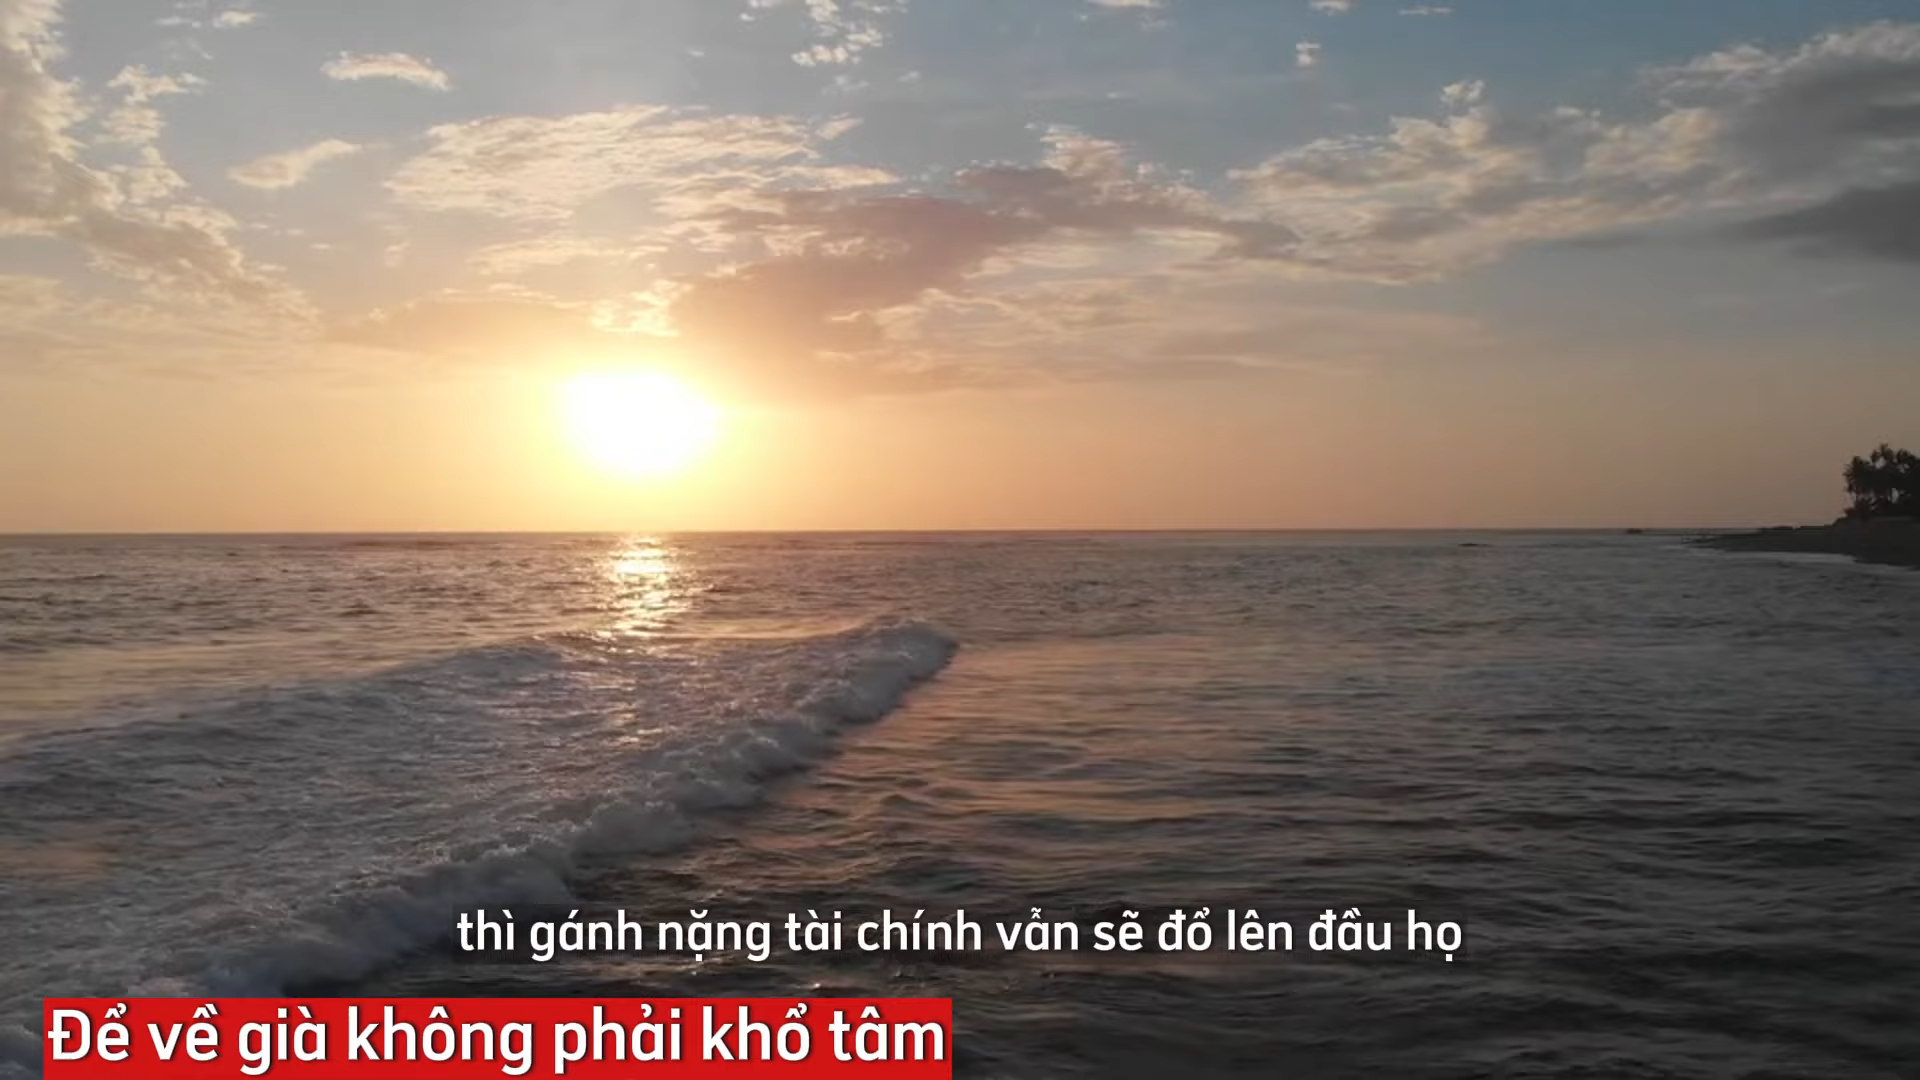 thì gánh nặng tài chính vẫn sẽ đổ lên đầu họ
Để về già không phải khổ tâm